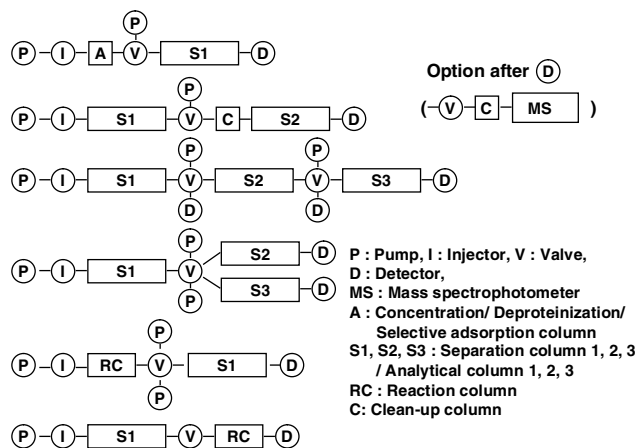 P
P I A V S1 D
Option after D
( V C MS )
P
P I S1 V C S2 D
P P
P I S1 V S2 V S3 D
D D
P
S2 D
P I S1 V
S3 D
P
P : Pump, I : Injector, V : Valve,
D : Detector,
MS : Mass spectrophotometer
A : Concentration/ Deproteinization/
Selective adsorption column
S1, S2, S3 : Separation column 1, 2, 3
/ Analytical column 1, 2, 3
RC : Reaction column
C: Clean-up column
P
P I RC V S1 D
P
P I S1 V RC D